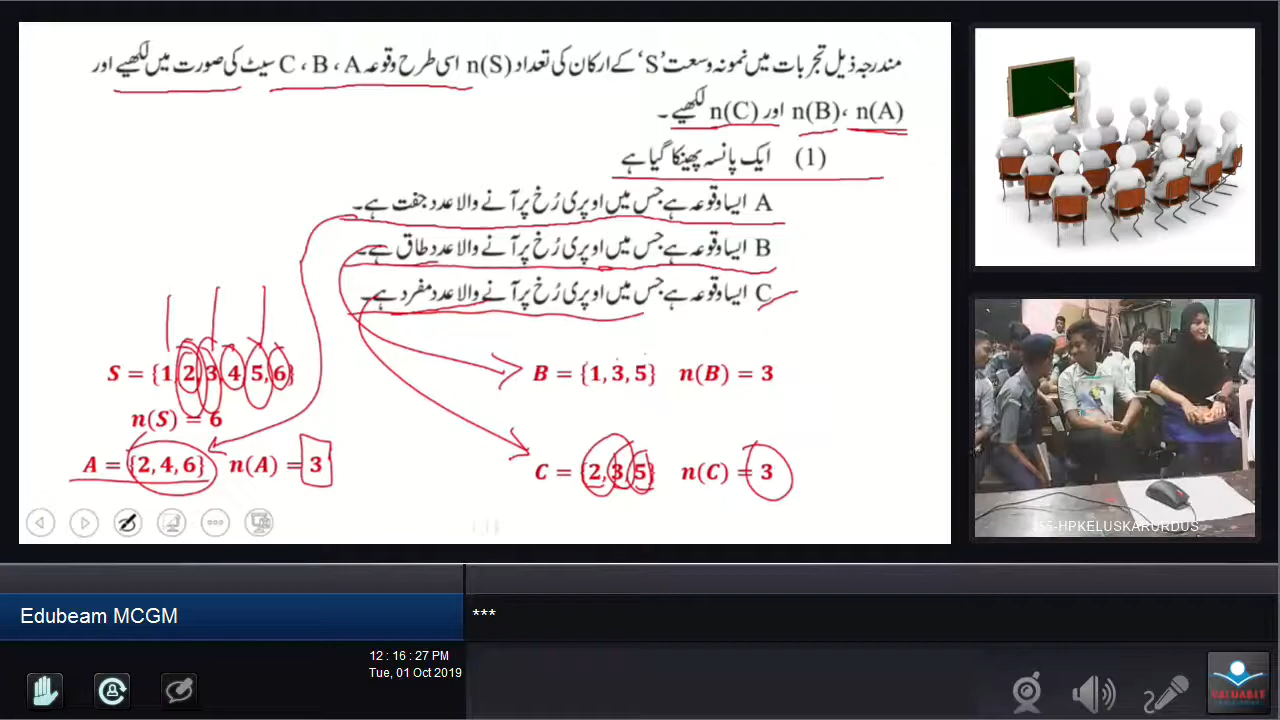 مندرجہ ذیل تجربات میں نمونہ وسعت 'S' کے ارکان کی تعداد n(S) اسی طرح وقوعہ C ، B ، A سیٹ کی صورت میں لکھیے اور
n(B)، n(A) اور n(C) لکھیے ۔
(1) ایک پانسہ پھینکا گیا ہے
A ایسا وقوعہ ہے جس میں اوپری رُخ پر آنے والا عدد جفت ہے۔
B ایسا وقوعہ ہے جس میں اوپری رُخ پر آنے والا عدد طاق ہے۔
C ایسا وقوعہ ہے جس میں اوپری رُخ پر آنے والا عدد مفرد ہے۔
S = {1, 2, 3, 4, 5, 6}
n(S) = 6
A = {2, 4, 6} n(A) = 3
B = {1, 3, 5} n(B) = 3
C = {2, 3, 5} n(C) = 3
55-HPKELUSKARURDUS
Edubeam MCGM
***
12 : 16 : 27 PM
Tue, 01 Oct 2019
VALUABLE